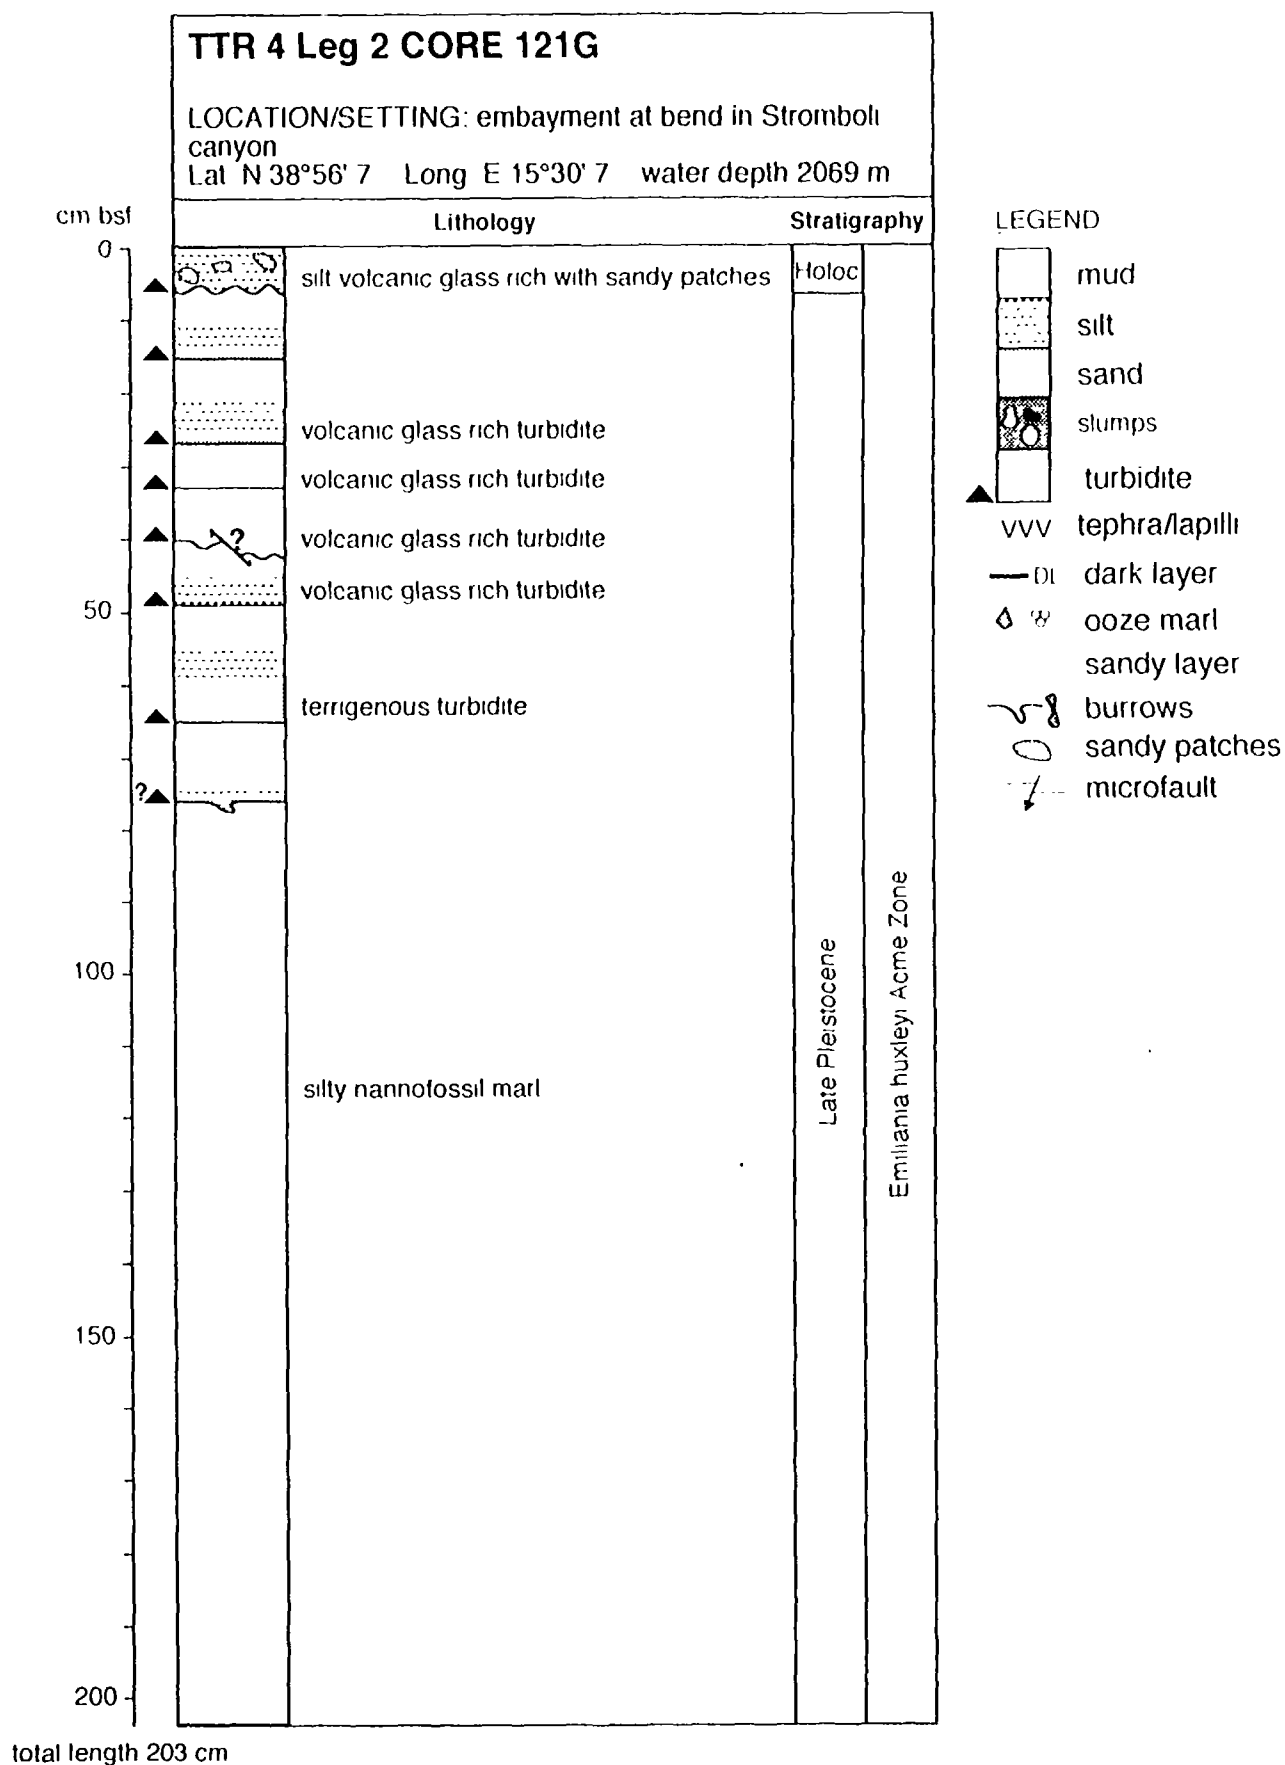 TTR 4 Leg 2 CORE 121G
LOCATION/SETTING: embayment at bend in Stromboli
canyon
Lat N 38°56' 7 Long E 15°30' 7 water depth 2069 m
cm bsf
Lithology
Stratigraphy
0
silt volcanic glass rich with sandy patches
Holoc
volcanic glass rich turbidite
volcanic glass rich turbidite
?
volcanic glass rich turbidite
volcanic glass rich turbidite
50
terrigenous turbidite
?
100
silty nannofossil marl
Late Pleistocene
Emiliania huxleyi Acme Zone
150
200
total length 203 cm
LEGEND
mud
silt
sand
slumps
turbidite
VVV tephra/lapilli
DL dark layer
ooze marl
sandy layer
burrows
sandy patches
microfault